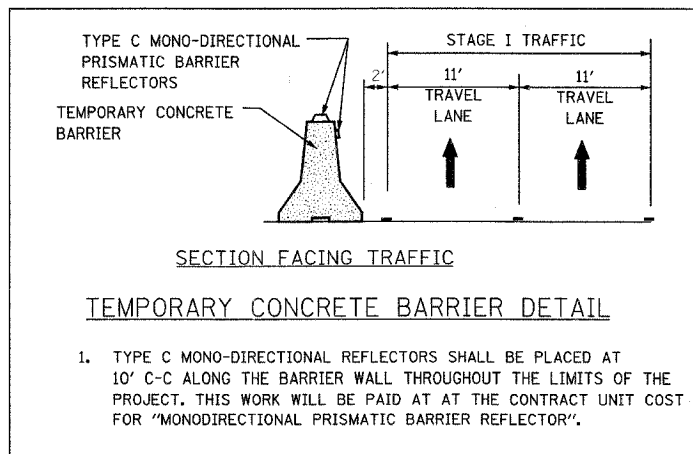 TYPE C MONO-DIRECTIONAL
PRISMATIC BARRIER
REFLECTORS
TEMPORARY CONCRETE
BARRIER
STAGE I TRAFFIC
2'
11'
TRAVEL
LANE
11'
TRAVEL
LANE
SECTION FACING TRAFFIC
TEMPORARY CONCRETE BARRIER DETAIL
1. TYPE C MONO-DIRECTIONAL REFLECTORS SHALL BE PLACED AT
10' C-C ALONG THE BARRIER WALL THROUGHOUT THE LIMITS OF THE
PROJECT. THIS WORK WILL BE PAID AT AT THE CONTRACT UNIT COST
FOR "MONODIRECTIONAL PRISMATIC BARRIER REFLECTOR".